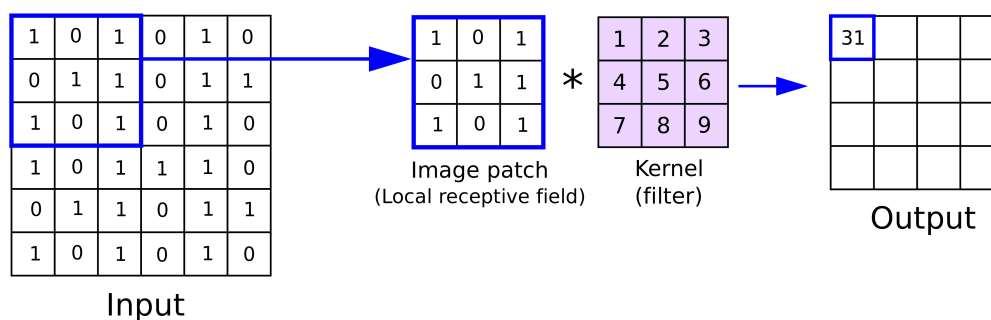 1 0 1 0 1 0
0 1 1 0 1 1
1 0 1 0 1 0
1 0 1 1 1 0
0 1 1 0 1 1
1 0 1 0 1 0
Input
1 0 1
0 1 1
1 0 1
Image patch
(Local receptive field)
*
1 2 3
4 5 6
7 8 9
Kernel
(filter)
31
Output